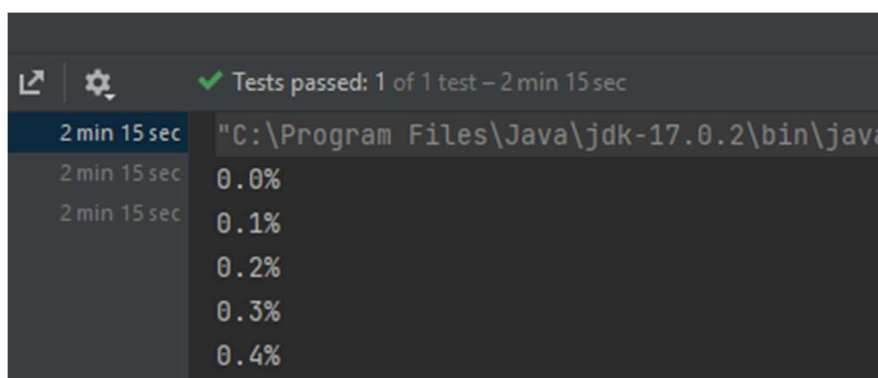 Tests passed: 1 of 1 test – 2 min 15 sec
2 min 15 sec
2 min 15 sec
2 min 15 sec
"C:\Program Files\Java\jdk-17.0.2\bin\java
0.0%
0.1%
0.2%
0.3%
0.4%